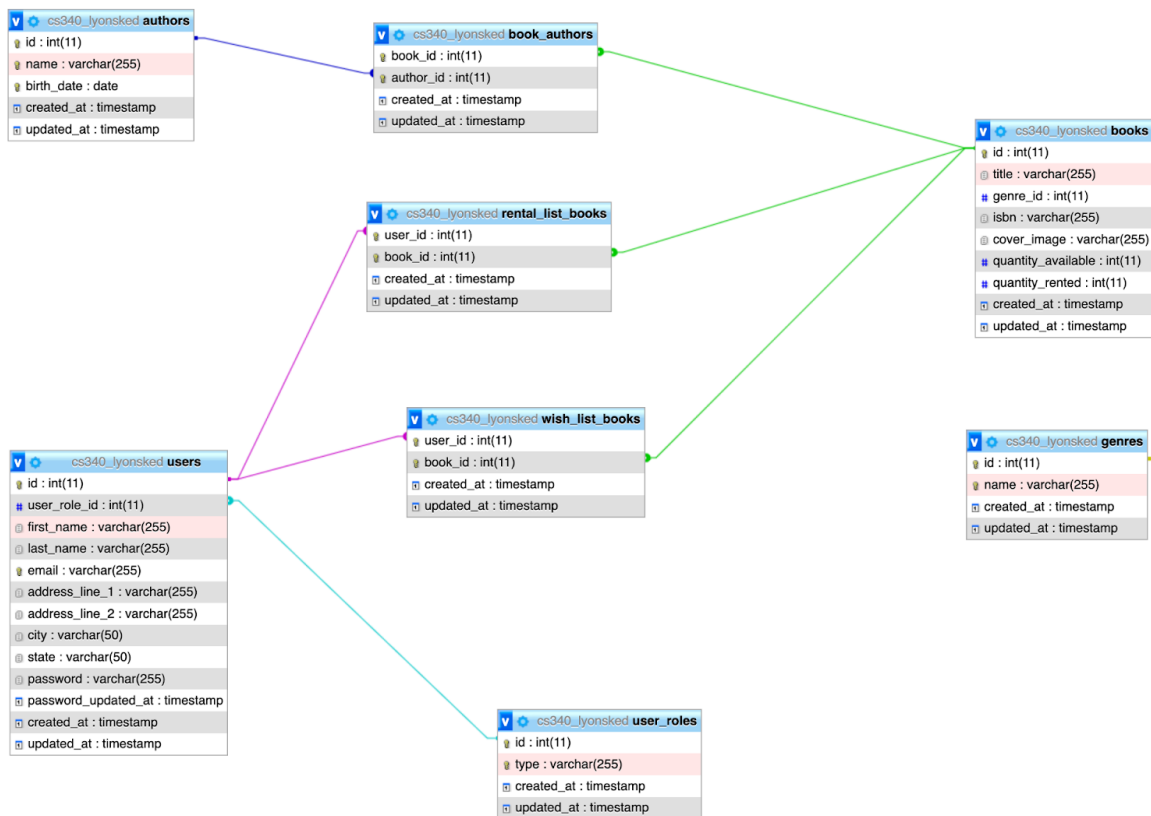 v cs340_lyonsked authors
id : int(11)
name : varchar(255)
birth_date : date
created_at : timestamp
updated_at : timestamp
v cs340_lyonsked book_authors
book_id : int(11)
author_id : int(11)
created_at : timestamp
updated_at : timestamp
v cs340_lyonsked books
id : int(11)
title : varchar(255)
# genre_id : int(11)
isbn : varchar(255)
cover_image : varchar(255)
# quantity_available : int(11)
# quantity_rented : int(11)
created_at : timestamp
updated_at : timestamp
v cs340_lyonsked rental_list_books
user_id : int(11)
book_id : int(11)
created_at : timestamp
updated_at : timestamp
v cs340_lyonsked wish_list_books
user_id : int(11)
book_id : int(11)
created_at : timestamp
updated_at : timestamp
v cs340_lyonsked genres
id : int(11)
name : varchar(255)
created_at : timestamp
updated_at : timestamp
v cs340_lyonsked users
id : int(11)
# user_role_id : int(11)
first_name : varchar(255)
last_name : varchar(255)
email : varchar(255)
address_line_1 : varchar(255)
address_line_2 : varchar(255)
city : varchar(50)
state : varchar(50)
password : varchar(255)
password_updated_at : timestamp
created_at : timestamp
updated_at : timestamp
v cs340_lyonsked user_roles
id : int(11)
type : varchar(255)
created_at : timestamp
updated_at : timestamp